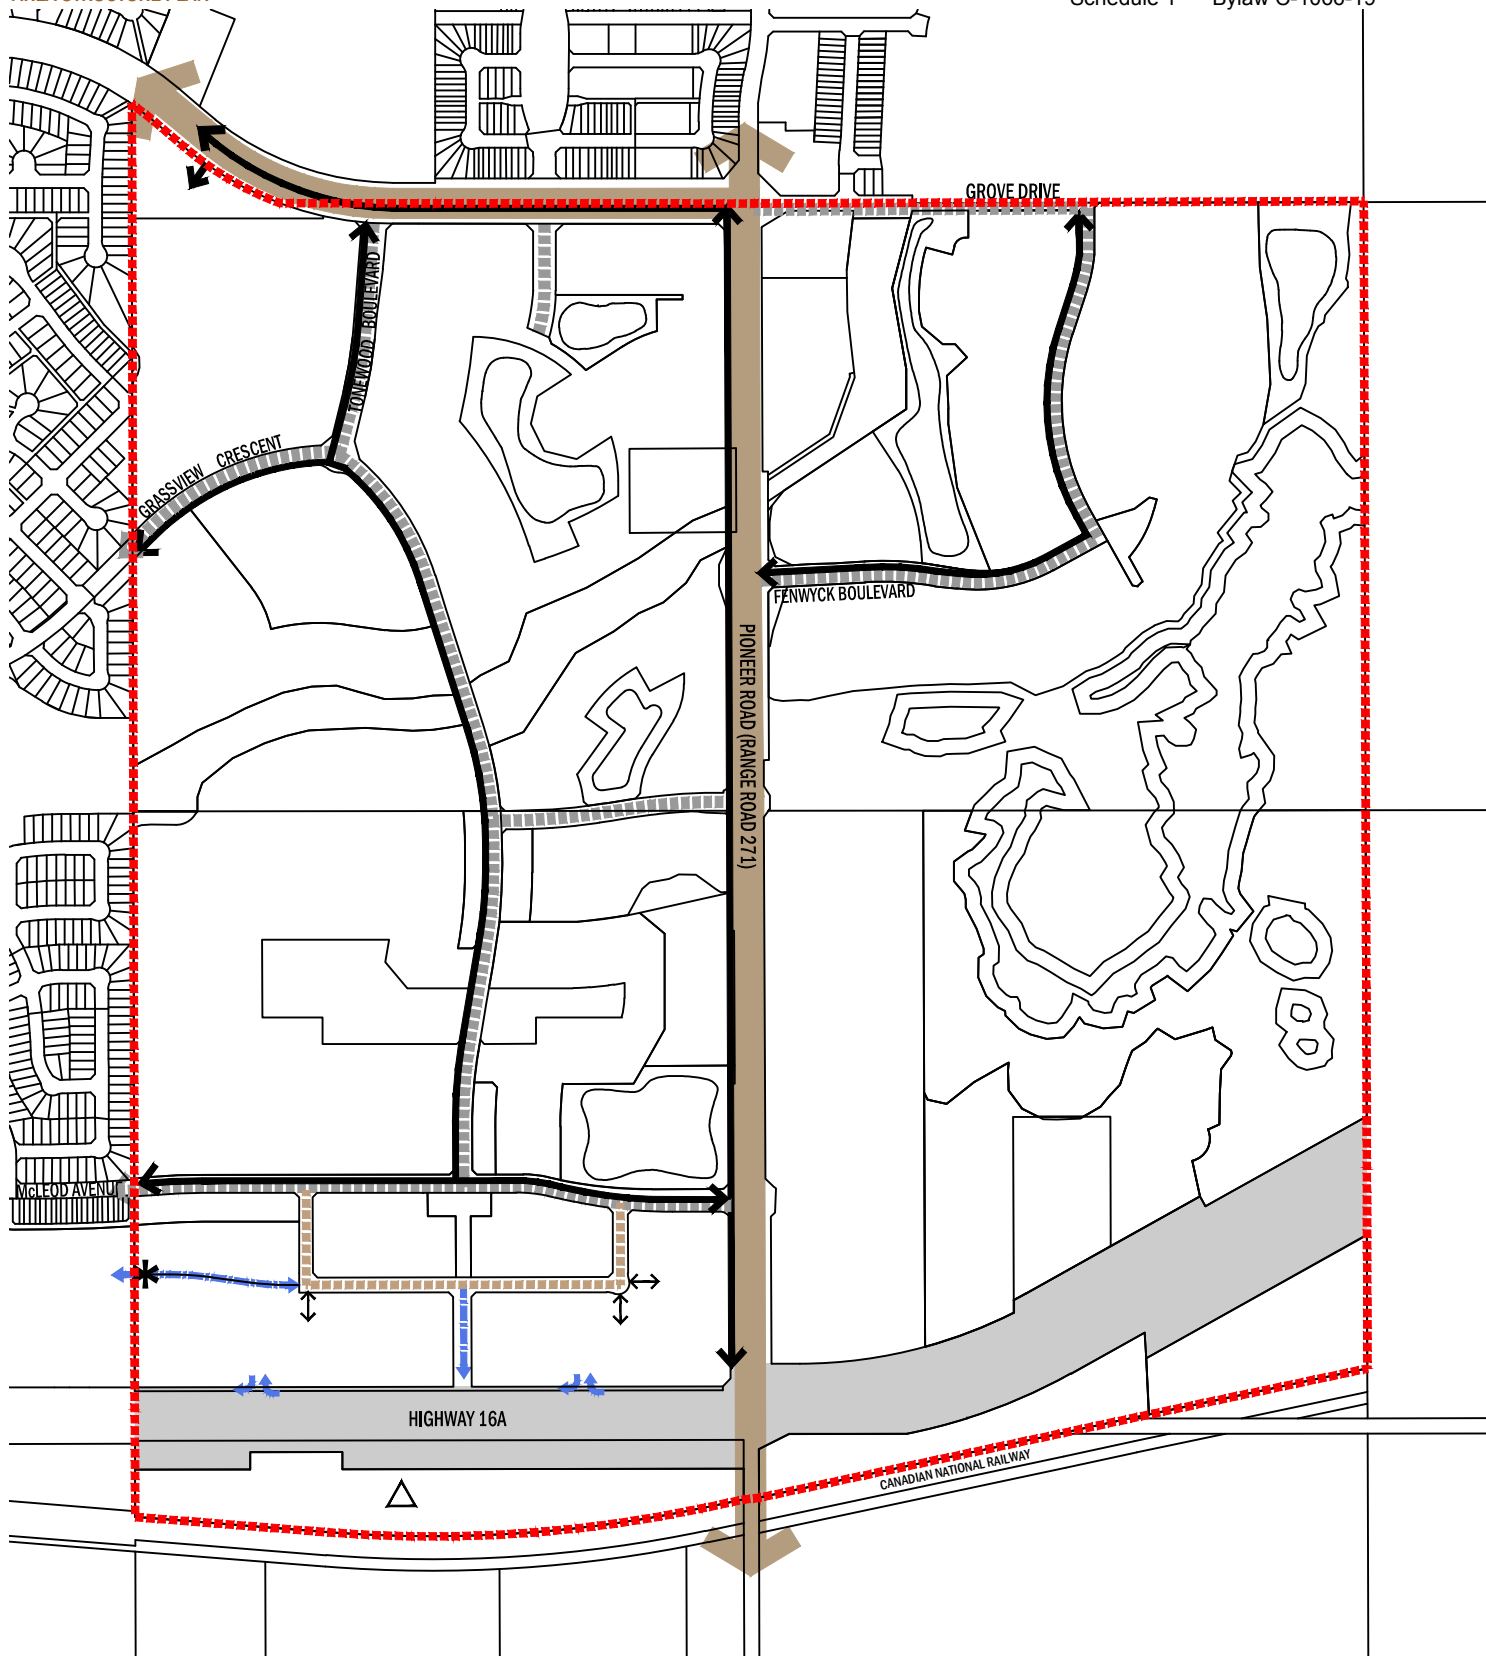 GROVE DRIVE
TONEWOOD BOULEVARD
GRASSVIEW CRESCENT
FENWYCK BOULEVARD
PIONEER ROAD (RANGE ROAD 271)
McLEOD AVENUE
HIGHWAY 16A
CANADIAN NATIONAL RAILWAY